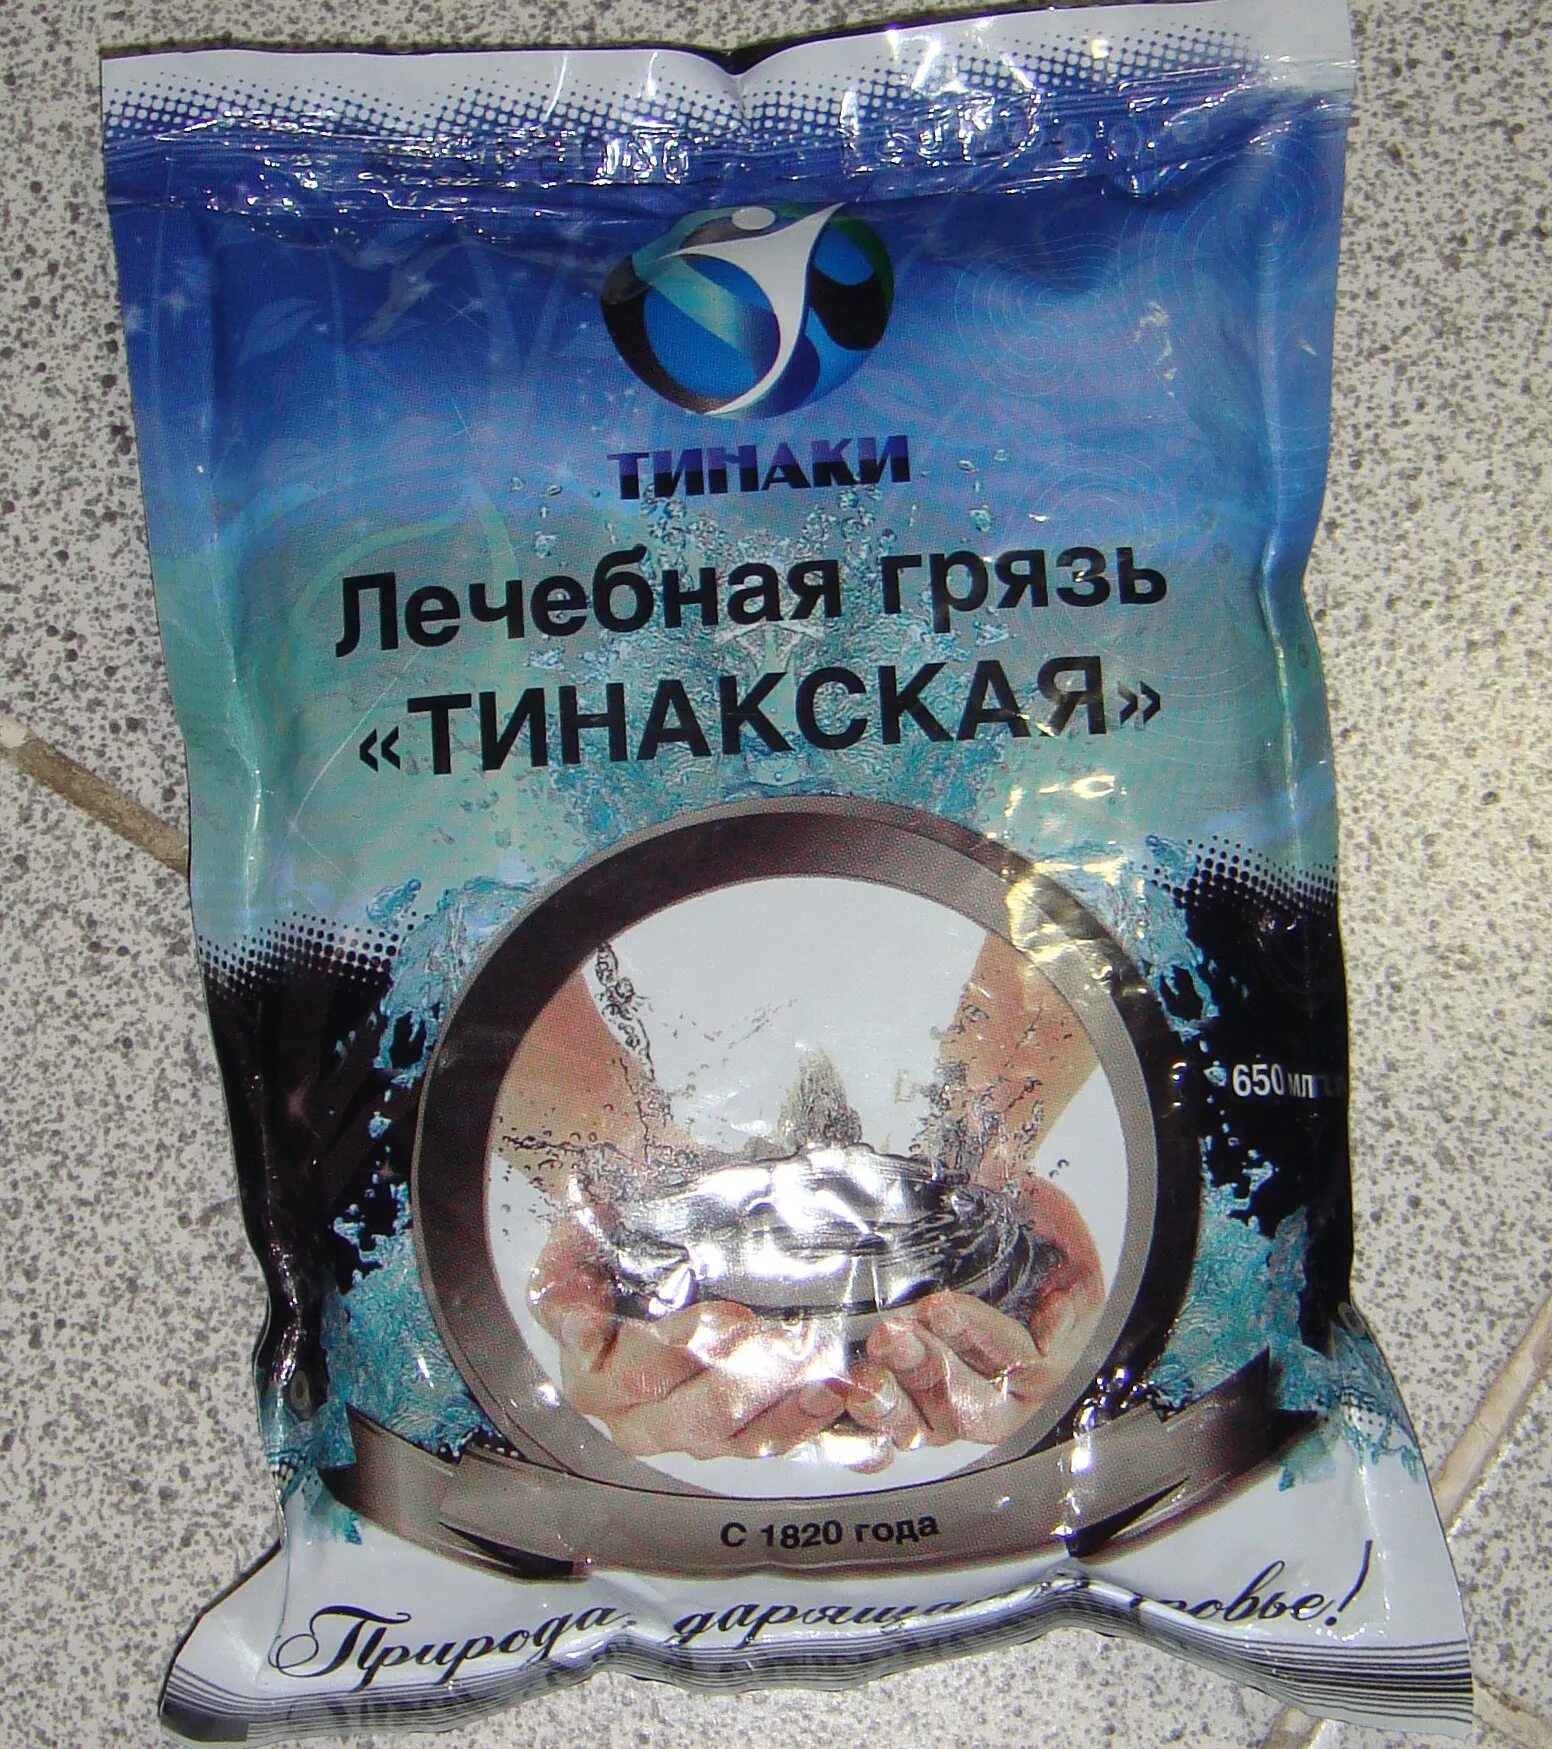 ТИНАКИ
Лечебная грязь
«ТИНАКСКАЯ»
650 мл
С 1820 года
Природа, дарящая